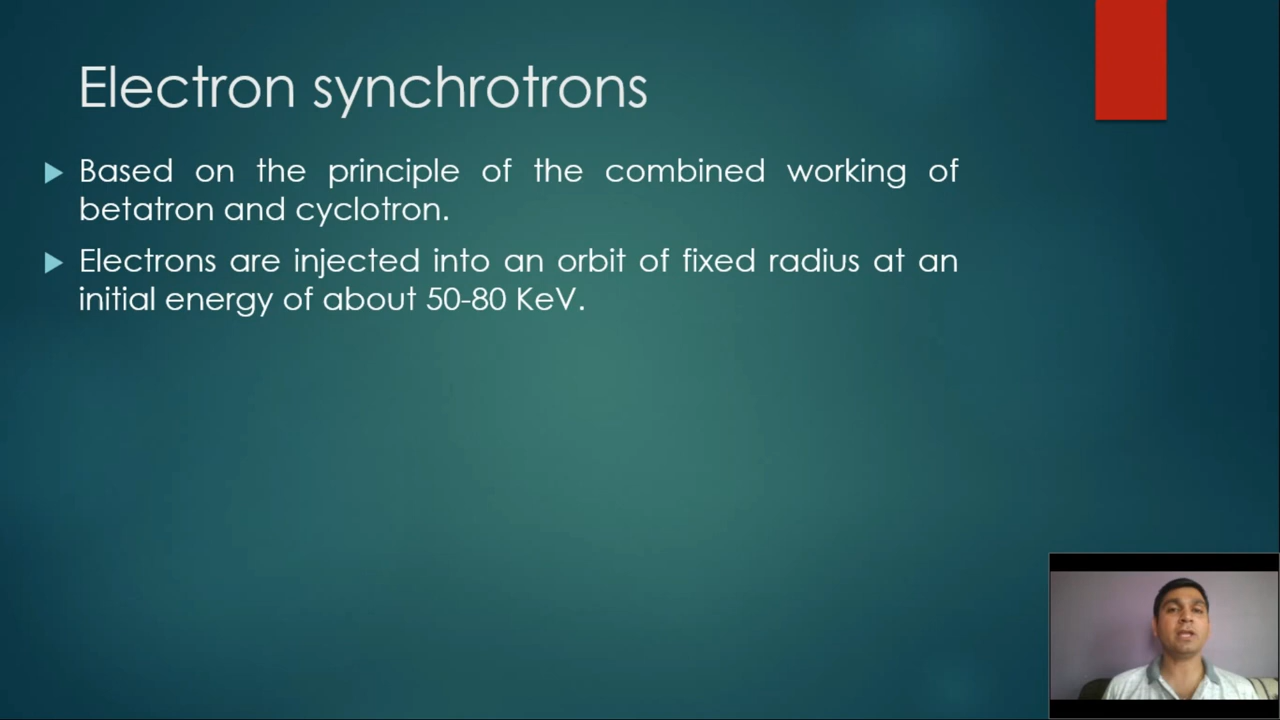 Electron synchrotrons
Based on the principle of the combined working of
betatron and cyclotron.
Electrons are injected into an orbit of fixed radius at an
initial energy of about 50-80 KeV.